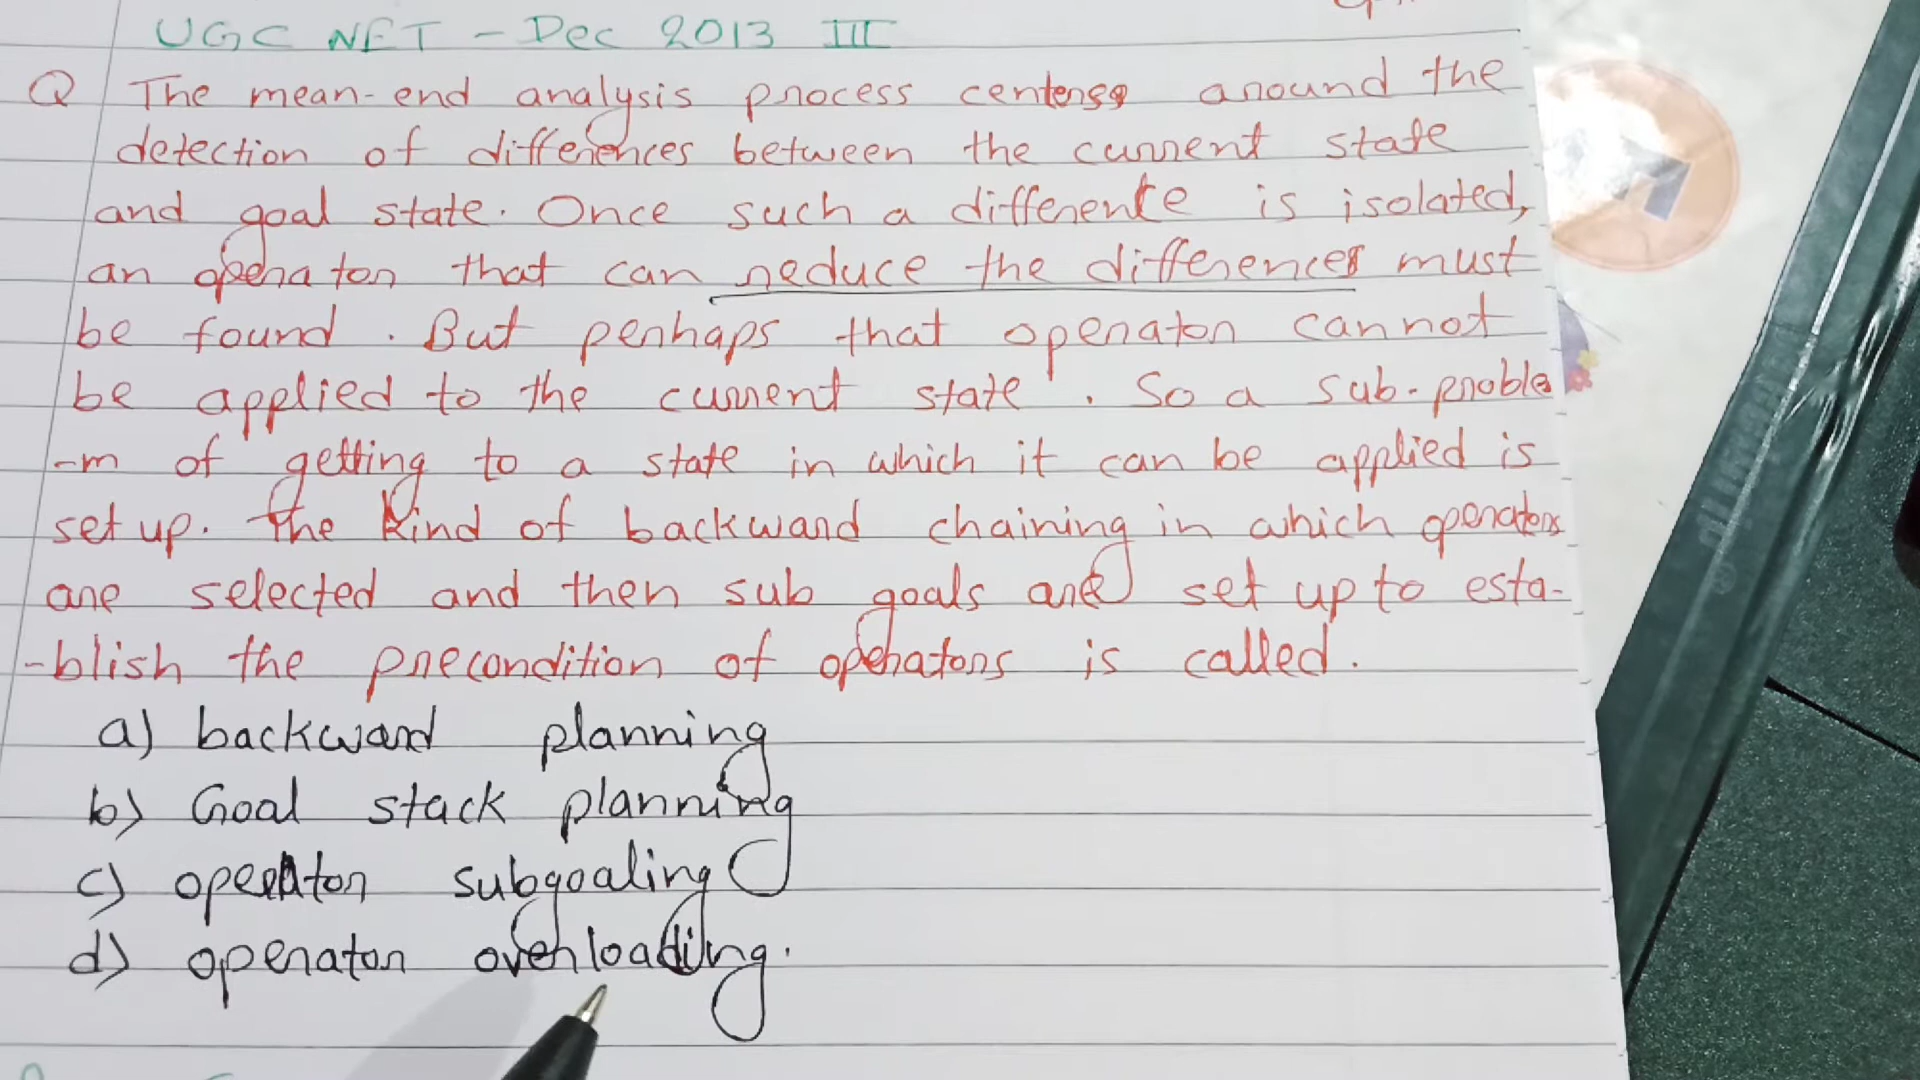 UGC NET - Dec 2013 III
Q The mean-end analysis process centers around the
detection of differences between the current state
and goal state. Once such a difference is isolated,
an operator that can reduce the differences must
be found. But perhaps that operator cannot
be applied to the current state. So a sub-proble
-m of getting to a state in which it can be applied is
set up. The kind of backward chaining in which operators
are selected and then sub goals are set up to esta-
-blish the precondition of operators is called.
a) backward planning
b) Goal stack planning
c) operator subgoaling
d) operator overloading.